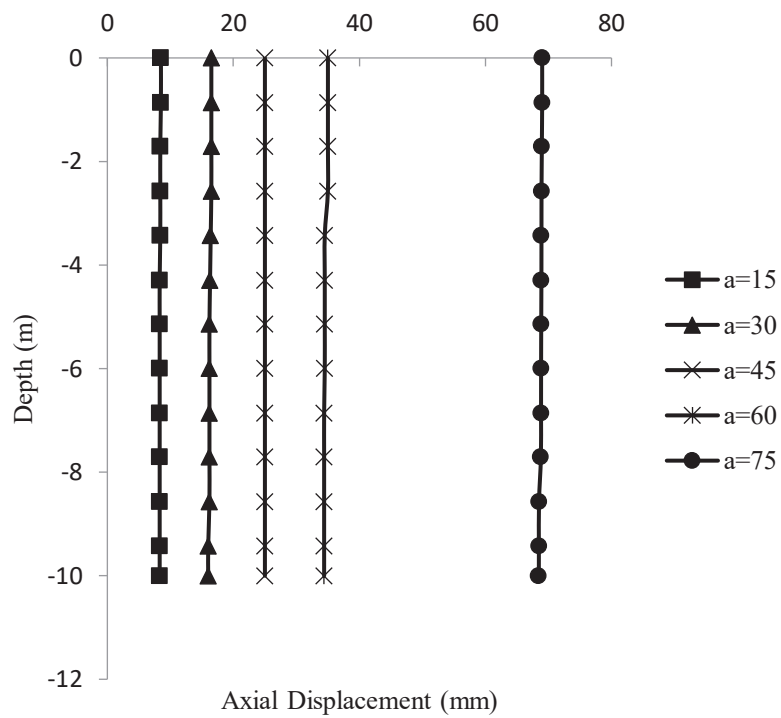 0 20 40 60 80
0
-2
-4
-6
-8
-10
-12
Depth (m)
a=15
a=30
a=45
a=60
a=75
Axial Displacement (mm)